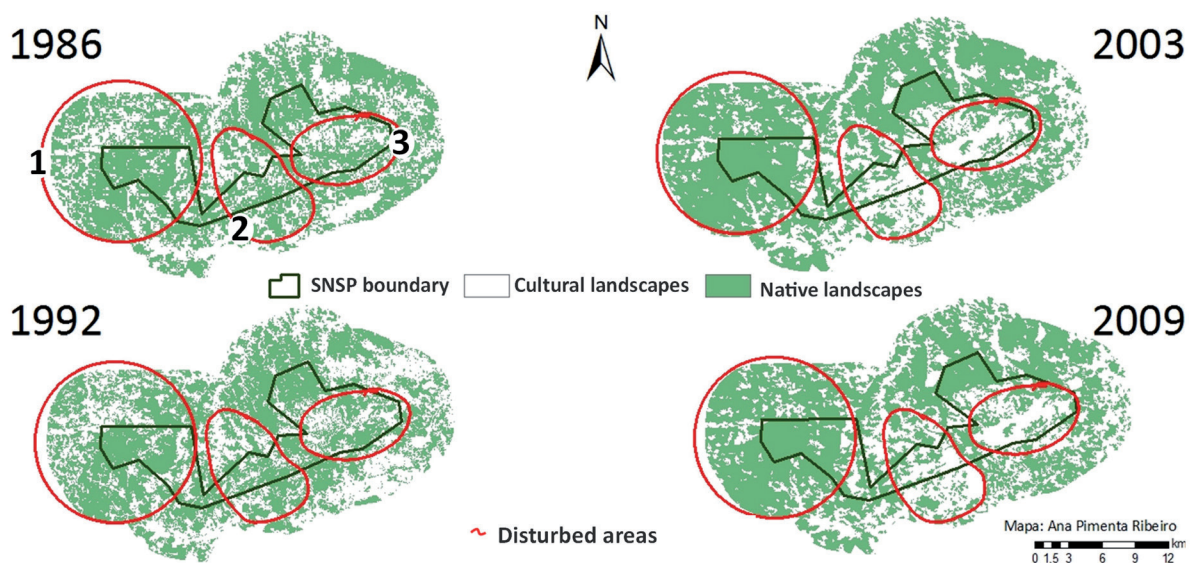 1986
N
2003
1
2
3
SNSP boundary
Cultural landscapes
Native landscapes
1992
2009
Disturbed areas
Mapa: Ana Pimenta Ribeiro
km
0 1.5 3 6 9 12